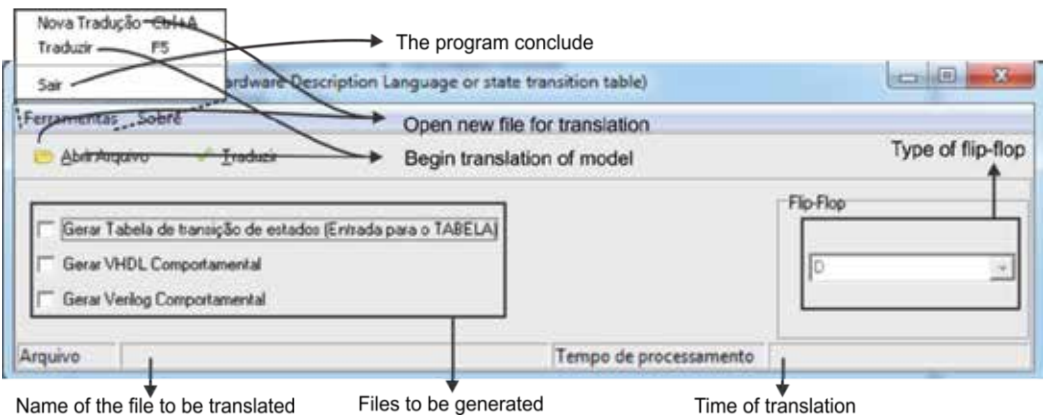 Nova Tradução Ctrl+A
Traduzir F5
The program conclude
Sair
ardware Description Language or state transition table)
Ferramentas Sobre
Open new file for translation
Abrir Arquivo Traduzir
Begin translation of model
Type of flip-flop
Flip-Flop
Gerar Tabela de transição de estados (Entrada para o TABELA)
Gerar VHDL Comportamental
D
Gerar Verilog Comportamental
Arquivo
Tempo de processamento
Name of the file to be translated
Files to be generated
Time of translation